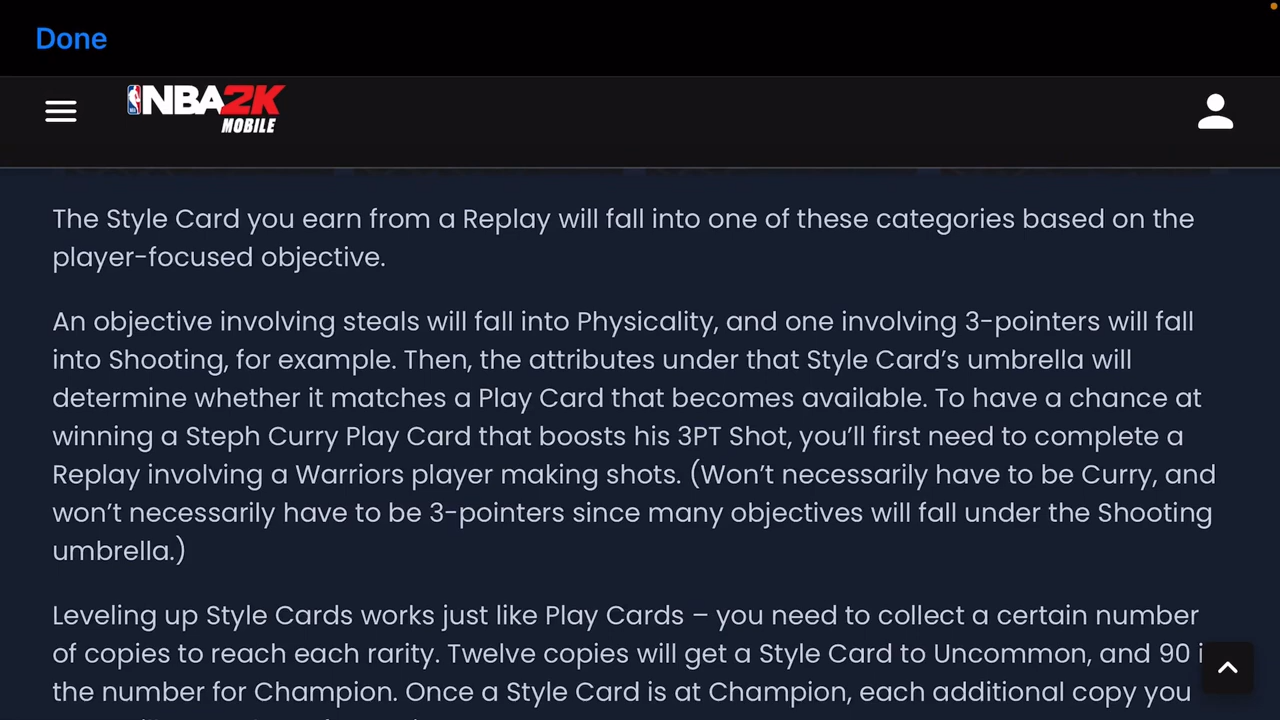 Done
NBA2K
MOBILE
The Style Card you earn from a Replay will fall into one of these categories based on the
player-focused objective.
An objective involving steals will fall into Physicality, and one involving 3-pointers will fall
into Shooting, for example. Then, the attributes under that Style Card’s umbrella will
determine whether it matches a Play Card that becomes available. To have a chance at
winning a Steph Curry Play Card that boosts his 3PT Shot, you’ll first need to complete a
Replay involving a Warriors player making shots. (Won’t necessarily have to be Curry, and
won’t necessarily have to be 3-pointers since many objectives will fall under the Shooting
umbrella.)
Leveling up Style Cards works just like Play Cards – you need to collect a certain number
of copies to reach each rarity. Twelve copies will get a Style Card to Uncommon, and 90
the number for Champion. Once a Style Card is at Champion, each additional copy you